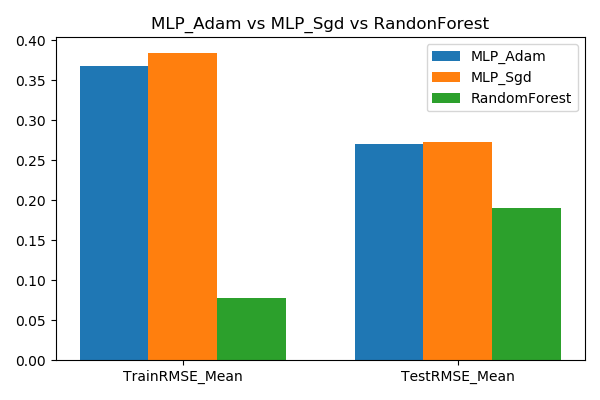 MLP_Adam vs MLP_Sgd vs RandonForest
0.40
0.35
0.30
0.25
0.20
0.15
0.10
0.05
0.00
MLP_Adam
MLP_Sgd
RandomForest
TrainRMSE_Mean
TestRMSE_Mean